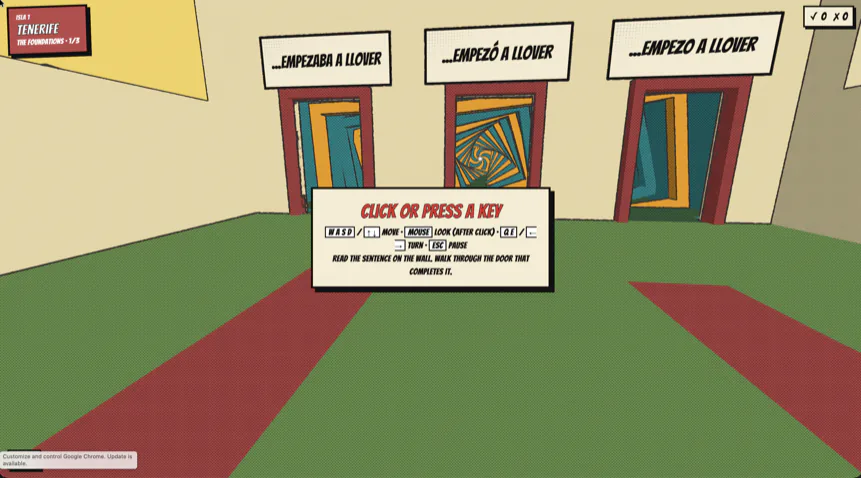 ISLA 1
TENERIFE
THE FOUNDATIONS · 1/3
✓ 0 X 0
...EMPEZABA A LLOVER
...EMPEZÓ A LLOVER
...EMPEZO A LLOVER
CLICK OR PRESS A KEY
W A S D / ↑ ↓ MOVE · MOUSE LOOK (AFTER CLICK) · Q E / ←
→ TURN · ESC PAUSE
READ THE SENTENCE ON THE WALL. WALK THROUGH THE DOOR THAT
COMPLETES IT.
Customize and control Google Chrome. Update is
available.